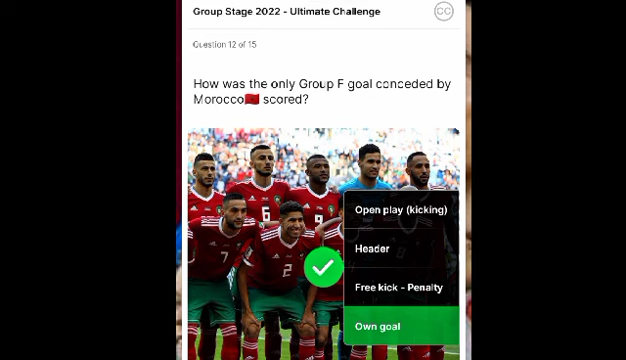 Group Stage 2022 - Ultimate Challenge
CC
Question 12 of 15
How was the only Group F goal conceded by
Morocco🇲🇦 scored?
6
9
7
2
Open play (kicking)
Header
Free kick - Penalty
Own goal